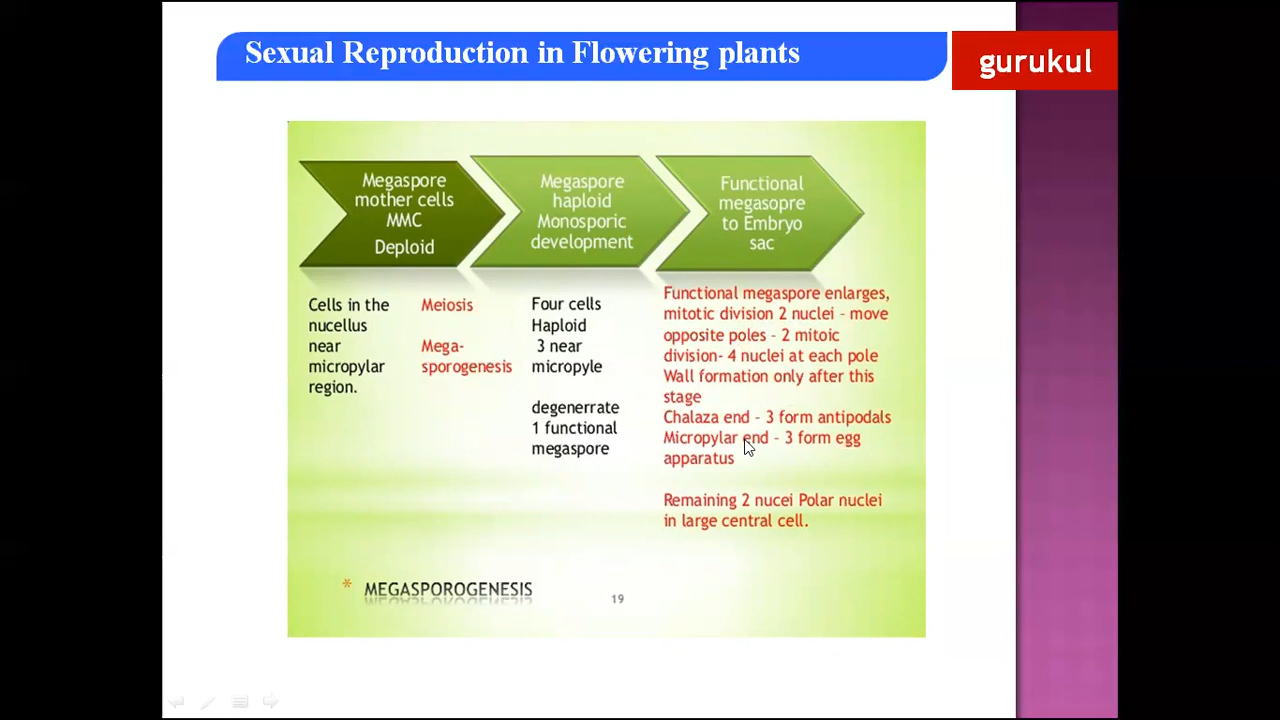 Sexual Reproduction in Flowering plants
gurukul
Megaspore
mother cells
MMC
Deploid
Megaspore
haploid
Monosporic
development
Functional
megasopre
to Embryo
sac
Cells in the
nucellus
near
micropylar
region.
Meiosis
Mega-
sporogenesis
Four cells
Haploid
3 near
micropyle
degenerrate
1 functional
megaspore
Functional megaspore enlarges,
mitotic division 2 nuclei - move
opposite poles - 2 mitoic
division- 4 nuclei at each pole
Wall formation only after this
stage
Chalaza end - 3 form antipodals
Micropylar end - 3 form egg
apparatus
Remaining 2 nucei Polar nuclei
in large central cell.
* MEGASPOROGENESIS
19